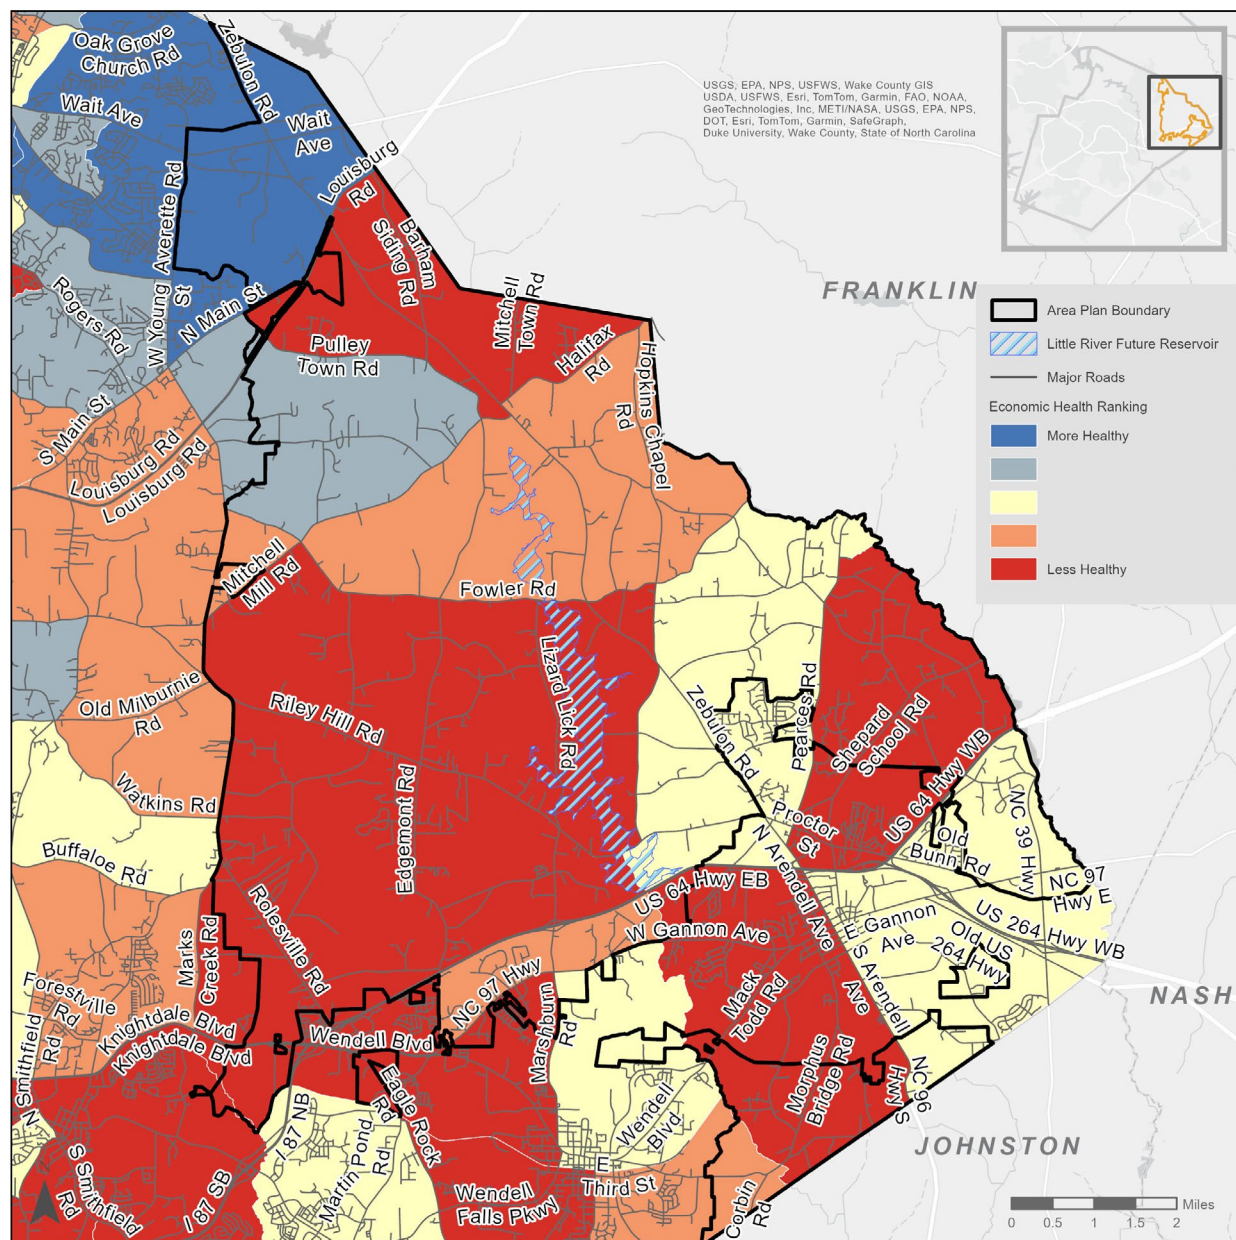 Oak Grove
Church Rd
Zebulon Rd
Wait Ave
Wait
Ave
Louisburg
Rd
USGS, EPA, NPS, USFWS, Wake County GIS
USDA, USFWS, Esri, TomTom, Garmin, FAO, NOAA,
GeoTechnologies, Inc, METI/NASA, USGS, EPA, NPS,
DOT, Esri, TomTom, Garmin, SafeGraph,
Duke University, Wake County, State of North Carolina
W Young
St
Averette Rd
Barham
Siding Rd
Rogers Rd
N Main St
Mitchell
Town Rd
FRANKLIN
Area Plan Boundary
Little River Future Reservoir
Major Roads
Economic Health Ranking
More Healthy
Less Healthy
Pulley
Town Rd
Halifax
Rd
Hopkins Chapel
Rd
S Main St
Louisburg Rd
Louisburg Rd
Mitchell
Mill Rd
Fowler Rd
Lizard Lick Rd
Old Milburnie
Rd
Riley Hill Rd
Zebulon Rd
Pearces Rd
Shepard
School Rd
US 64 Hwy WB
Watkins Rd
Edgemont Rd
Proctor
St
Old
Bunn Rd
NC 39 Hwy
Buffaloe Rd
N Arendell Ave
NC 97
Hwy E
US 64 Hwy EB
Rolesville Rd
Marks
Creek Rd
W Gannon Ave
E Gannon
Ave
US 264 Hwy WB
Old US
264 Hwy
S Arendell
Ave
NASH
Forestville
Rd
NC 97 Hwy
Mack
Todd Rd
Knightdale Blvd
Knightdale Blvd
Wendell Blvd
Marshburn
Rd
Morphus
Bridge Rd
NC 96
Hwy S
N Smithfield
Rd
I 87 NB
Eagle Rock
Rd
Wendell
Blvd
JOHNSTON
S Smithfield
Rd
I 87 SB
Martin Pond
Rd
Wendell
Falls Pkwy
E
Third St
Corbin
Rd
Miles
0 0.5 1 1.5 2